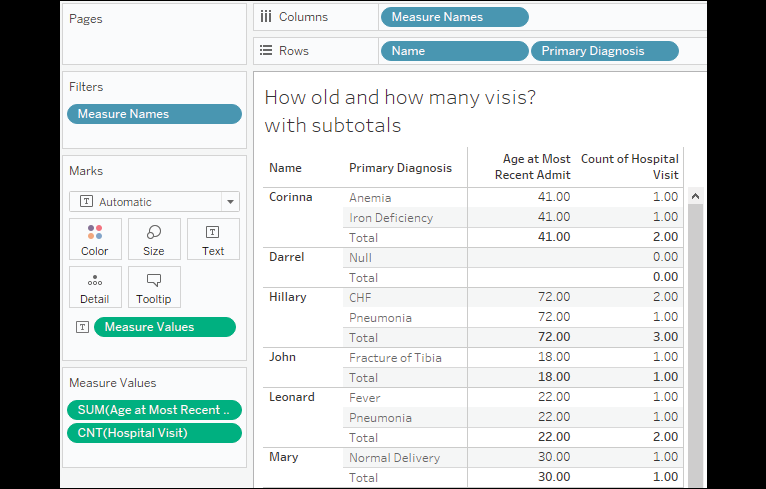 Pages
Columns Measure Names
Rows Name Primary Diagnosis
Filters
Measure Names
Marks
Automatic
Color Size Text
Detail Tooltip
Measure Values
Measure Values
SUM(Age at Most Recent ..
CNT(Hospital Visit)
How old and how many visis?
with subtotals
Name Primary Diagnosis Age at Most Recent Admit Count of Hospital Visit
Corinna Anemia 41.00 1.00
Iron Deficiency 41.00 1.00
Total 41.00 2.00
Darrel Null 0.00
Total 0.00
Hillary CHF 72.00 2.00
Pneumonia 72.00 1.00
Total 72.00 3.00
John Fracture of Tibia 18.00 1.00
Total 18.00 1.00
Leonard Fever 22.00 1.00
Pneumonia 22.00 1.00
Total 22.00 2.00
Mary Normal Delivery 30.00 1.00
Total 30.00 1.00